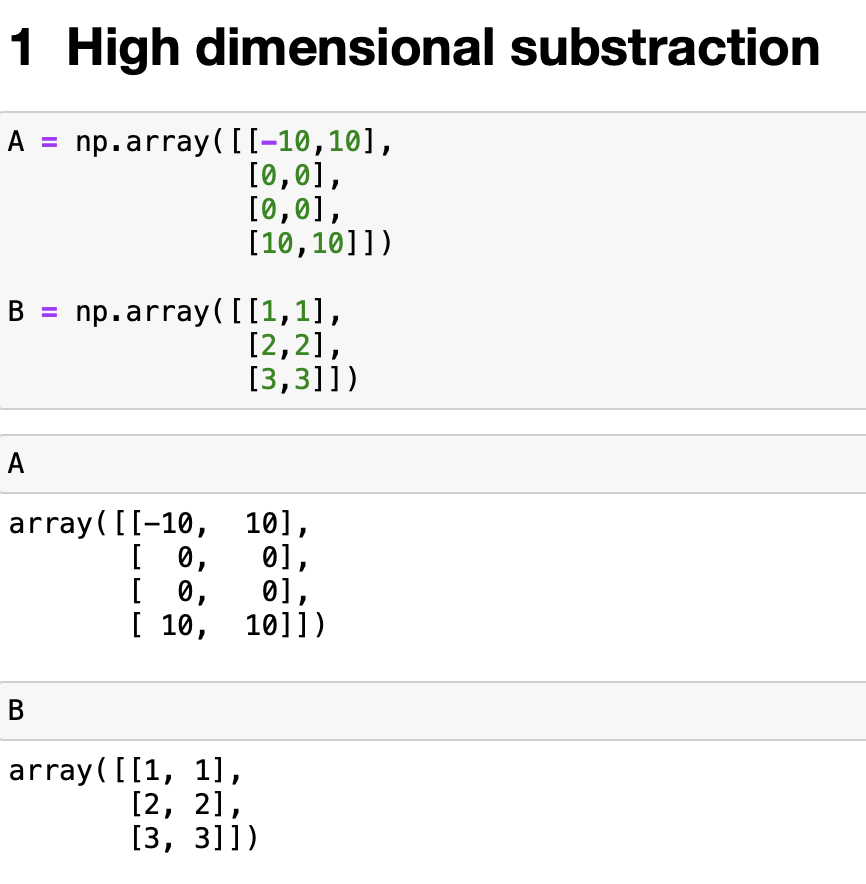 1 High dimensional substraction
A = np.array([[-10,10],
[0,0],
[0,0],
[10,10]])
B = np.array([[1,1],
[2,2],
[3,3]])
A
array([[-10, 10],
[ 0, 0],
[ 0, 0],
[ 10, 10]])
B
array([[1, 1],
[2, 2],
[3, 3]])